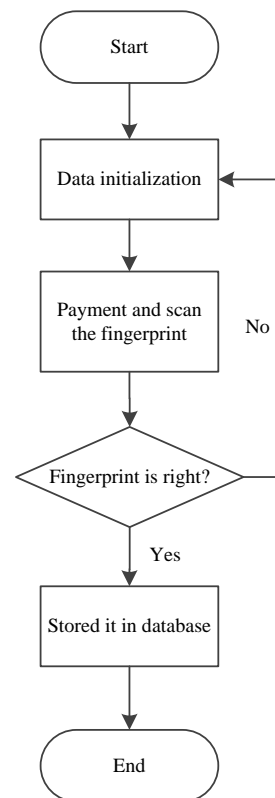 Start
Data initialization
Payment and scan
the fingerprint
No
Fingerprint is right?
Yes
Stored it in database
End